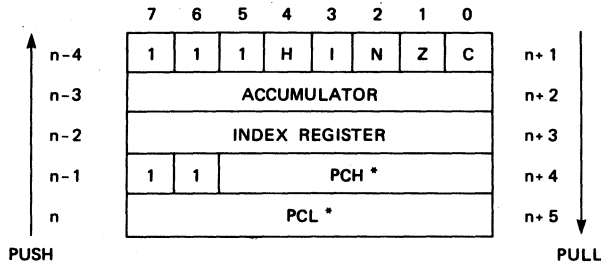 7 6 5 4 3 2 1 0
n-4 1 1 1 H I N Z C n+1
n-3 ACCUMULATOR n+2
n-2 INDEX REGISTER n+3
n-1 1 1 PCH * n+4
n PCL * n+5
PUSH PULL